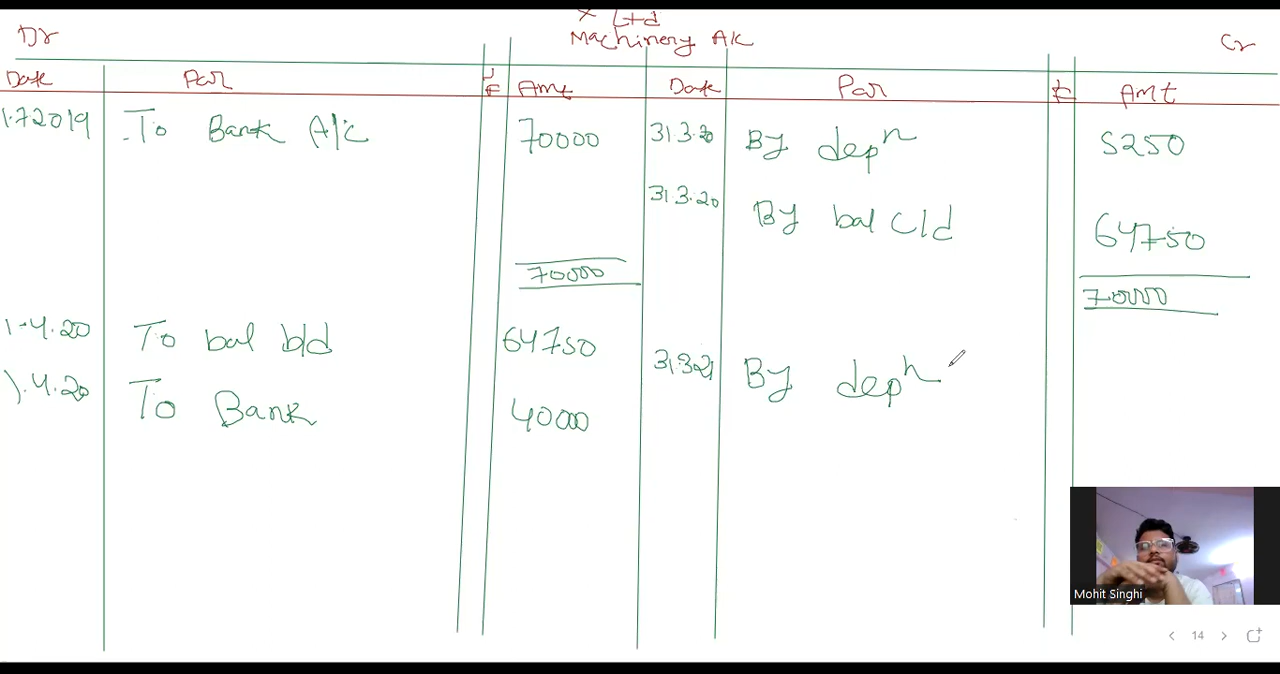 X Ltd
Dr Machinery A/c Cr
Date Par J F Amt Date Par J F Amt
1.7.2019 To Bank A/c 70000 31.3.20 By depn 5250
31.3.20 By bal c/d 64750
70000 70000
1.4.20 To bal b/d 64750 31.3.21 By depn
1.4.20 To Bank 40000
Mohit Singhi
14